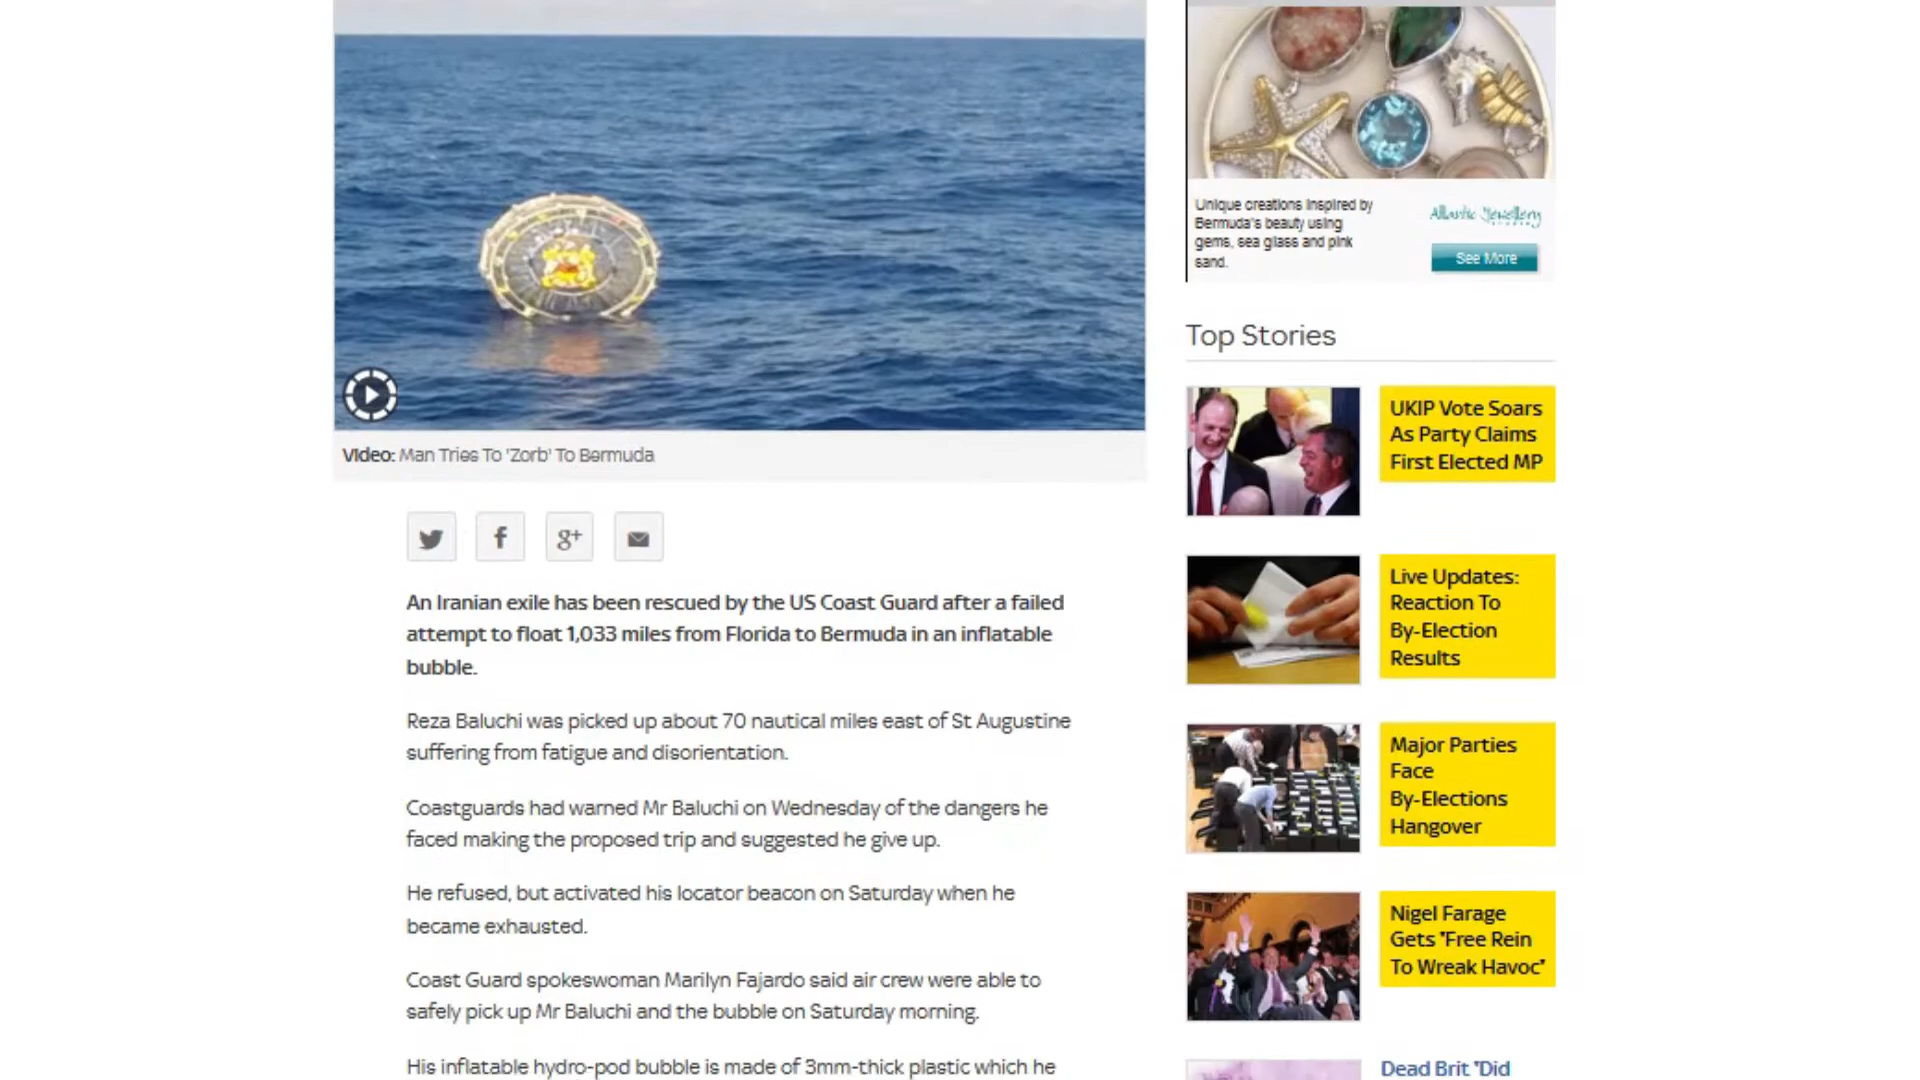 Video: Man Tries To 'Zorb' To Bermuda
An Iranian exile has been rescued by the US Coast Guard after a failed
attempt to float 1,033 miles from Florida to Bermuda in an inflatable
bubble.
Reza Baluchi was picked up about 70 nautical miles east of St Augustine
suffering from fatigue and disorientation.
Coastguards had warned Mr Baluchi on Wednesday of the dangers he
faced making the proposed trip and suggested he give up.
He refused, but activated his locator beacon on Saturday when he
became exhausted.
Coast Guard spokeswoman Marilyn Fajardo said air crew were able to
safely pick up Mr Baluchi and the bubble on Saturday morning.
His inflatable hydro-pod bubble is made of 3mm-thick plastic which he
Unique creations inspired by
Bermuda's beauty using
gems, sea glass and pink
sand.
Atlantic Jewellery
See More
Top Stories
UKIP Vote Soars
As Party Claims
First Elected MP
Live Updates:
Reaction To
By-Election
Results
Major Parties
Face
By-Elections
Hangover
Nigel Farage
Gets "Free Rein
To Wreak Havoc"
Dead Brit "Did